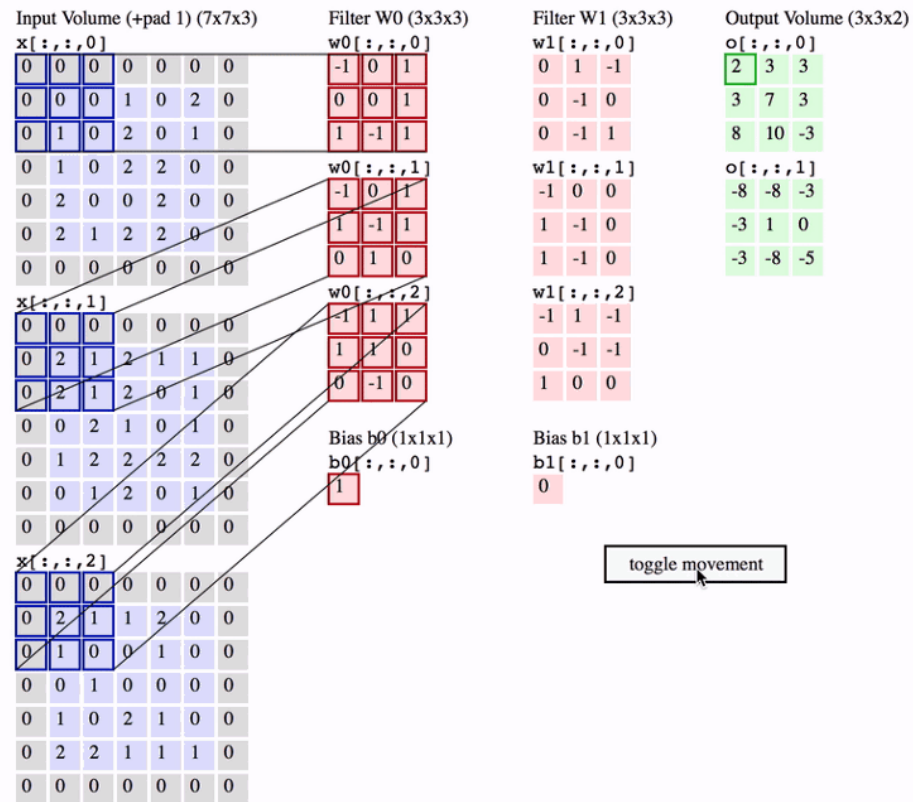 Input Volume (+pad 1) (7x7x3)
x[:,:,0]
0 0 0 0 0 0 0
0 0 0 1 0 2 0
0 1 0 2 0 1 0
0 1 0 2 2 0 0
0 2 0 0 2 0 0
0 2 1 2 2 0 0
0 0 0 0 0 0 0
x[:,:,1]
0 0 0 0 0 0 0
0 2 1 2 1 1 0
0 2 1 2 0 1 0
0 0 2 1 0 1 0
0 1 2 2 2 2 0
0 0 1 2 0 1 0
0 0 0 0 0 0 0
x[:,:,2]
0 0 0 0 0 0 0
0 2 1 1 2 0 0
0 1 0 0 1 0 0
0 0 1 0 0 0 0
0 1 0 2 1 0 0
0 2 2 1 1 1 0
0 0 0 0 0 0 0
Filter W0 (3x3x3)
w0[:,:,0]
-1 0 1
0 0 1
1 -1 1
w0[:,:,1]
-1 0 1
1 -1 1
0 1 0
w0[:,:,2]
-1 1 1
1 1 0
0 -1 0
Bias b0 (1x1x1)
b0[:,:,0]
1
Filter W1 (3x3x3)
w1[:,:,0]
0 1 -1
0 -1 0
0 -1 1
w1[:,:,1]
-1 0 0
1 -1 0
1 -1 0
w1[:,:,2]
-1 1 -1
0 -1 -1
1 0 0
Bias b1 (1x1x1)
b1[:,:,0]
0
Output Volume (3x3x2)
o[:,:,0]
2 3 3
3 7 3
8 10 -3
o[:,:,1]
-8 -8 -3
-3 1 0
-3 -8 -5
toggle movement